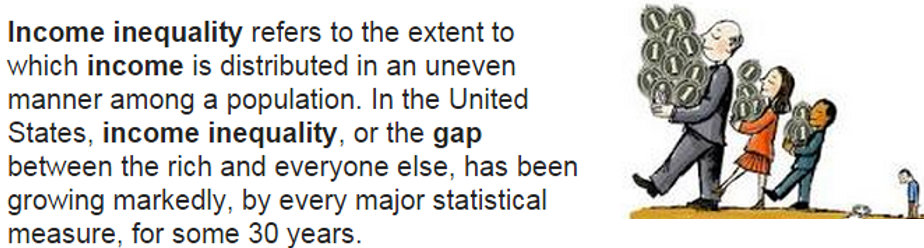 Income inequality refers to the extent to
which income is distributed in an uneven
manner among a population. In the United
States, income inequality, or the gap
between the rich and everyone else, has been
growing markedly, by every major statistical
measure, for some 30 years.